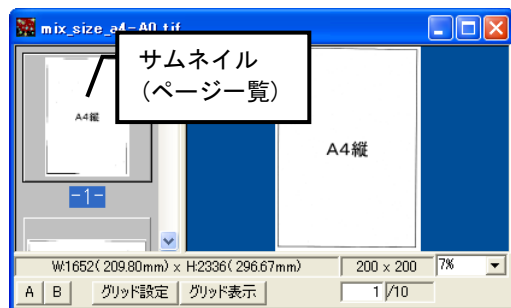 mix_size_a4-A0.tif
サムネイル
(ページ一覧)
A4縦
A4縦
-1-
W:1652( 209.80mm) × H:2336( 296.67mm)
200 × 200
7%
A
B
グリッド設定
グリッド表示
1 /10